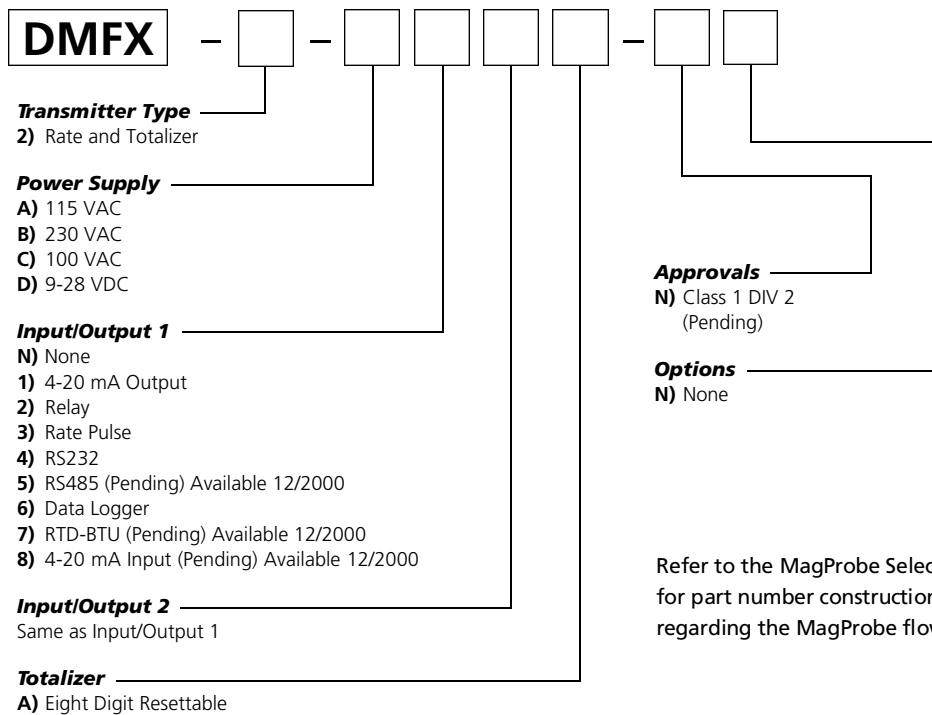 DMFX – – –
Transmitter Type
2) Rate and Totalizer
Power Supply
A) 115 VAC
B) 230 VAC
C) 100 VAC
D) 9-28 VDC
Input/Output 1
N) None
1) 4-20 mA Output
2) Relay
3) Rate Pulse
4) RS232
5) RS485 (Pending) Available 12/2000
6) Data Logger
7) RTD-BTU (Pending) Available 12/2000
8) 4-20 mA Input (Pending) Available 12/2000
Input/Output 2
Same as Input/Output 1
Totalizer
A) Eight Digit Resettable
Approvals
N) Class 1 DIV 2
(Pending)
Options
N) None
Refer to the MagProbe
for part number
regarding the MagProbe